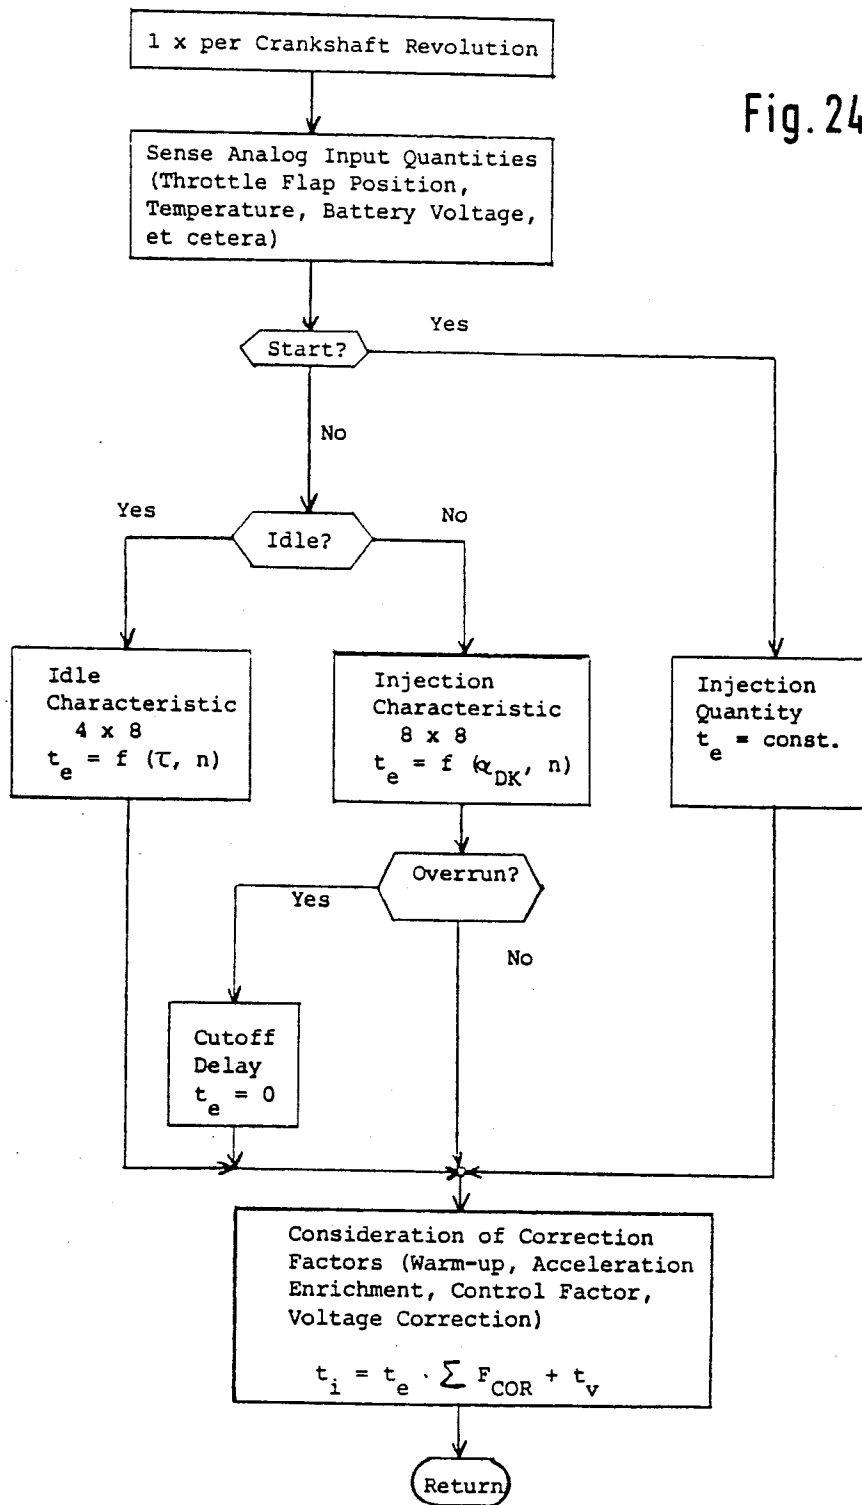 1 x per Crankshaft Revolution
Fig. 24
Sense Analog Input Quantities
(Throttle Flap Position,
Temperature, Battery Voltage,
et cetera)
Yes
Start?
No
Yes
No
Idle?
Idle
Characteristic
4 x 8
t_e = f (τ, n)
Injection
Characteristic
8 x 8
t_e = f (α_DK, n)
Injection
Quantity
t_e = const.
Overrun?
Yes
No
Cutoff
Delay
t_e = 0
Consideration of Correction
Factors (Warm-up, Acceleration
Enrichment, Control Factor,
Voltage Correction)
t_i = t_e · Σ F_COR + t_v
Return